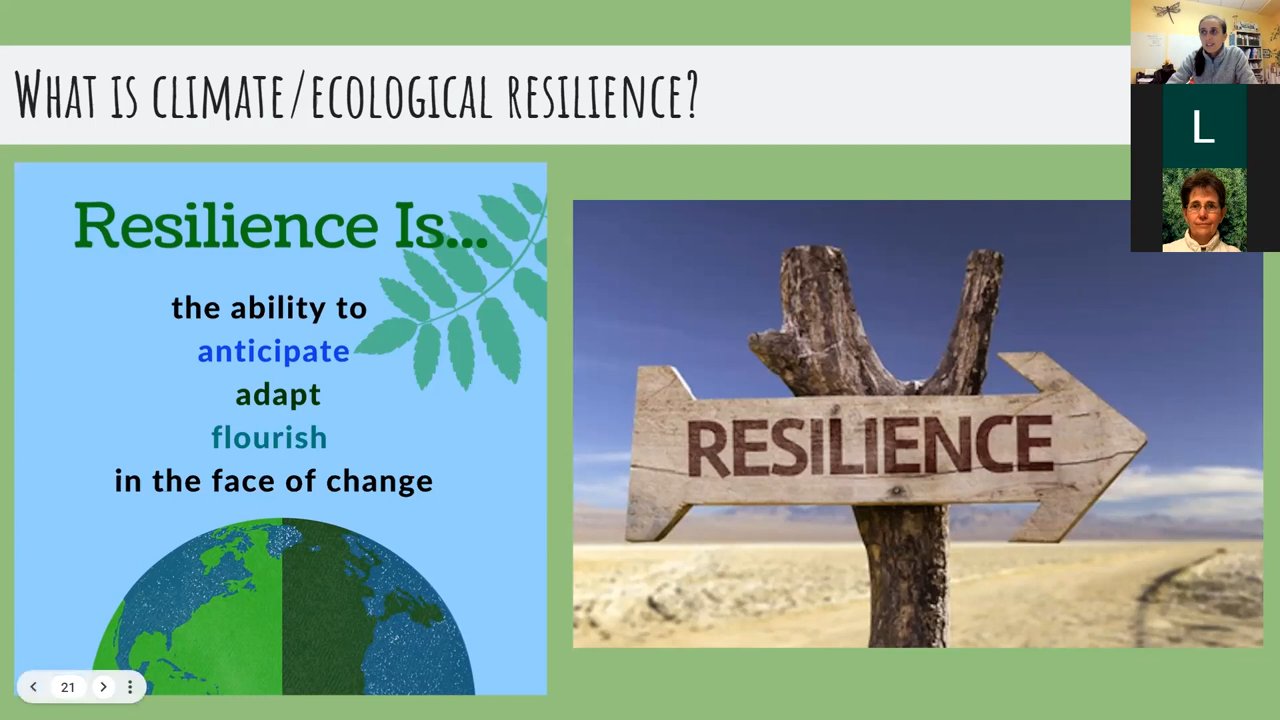 WHAT IS CLIMATE/ECOLOGICAL RESILIENCE?
Resilience Is...
the ability to
anticipate
adapt
flourish
in the face of change
RESILIENCE
L
21